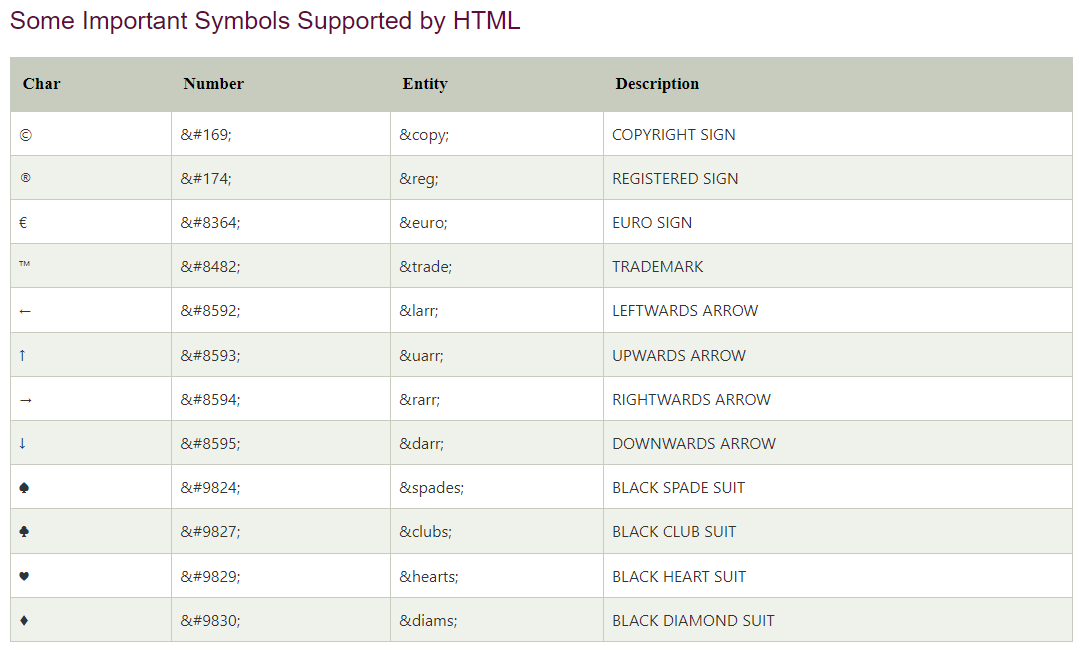 Some Important Symbols Supported by HTML
Char Number Entity Description
© &#169; &copy; COPYRIGHT SIGN
® &#174; &reg; REGISTERED SIGN
€ &#8364; &euro; EURO SIGN
™ &#8482; &trade; TRADEMARK
← &#8592; &larr; LEFTWARDS ARROW
↑ &#8593; &uarr; UPWARDS ARROW
→ &#8594; &rarr; RIGHTWARDS ARROW
↓ &#8595; &darr; DOWNWARDS ARROW
♠ &#9824; &spades; BLACK SPADE SUIT
♣ &#9827; &clubs; BLACK CLUB SUIT
♥ &#9829; &hearts; BLACK HEART SUIT
♦ &#9830; &diams; BLACK DIAMOND SUIT